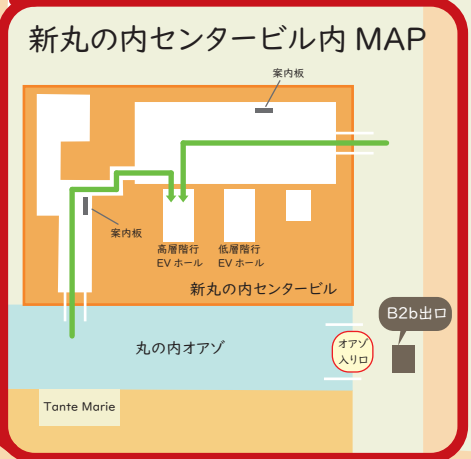 新丸の内センタービル内 MAP
案内板
案内板
高層階行
EV ホール
低層階行
EV ホール
新丸の内センタービル
B2b出口
丸の内オアゾ
オアゾ
入り口
Tante Marie